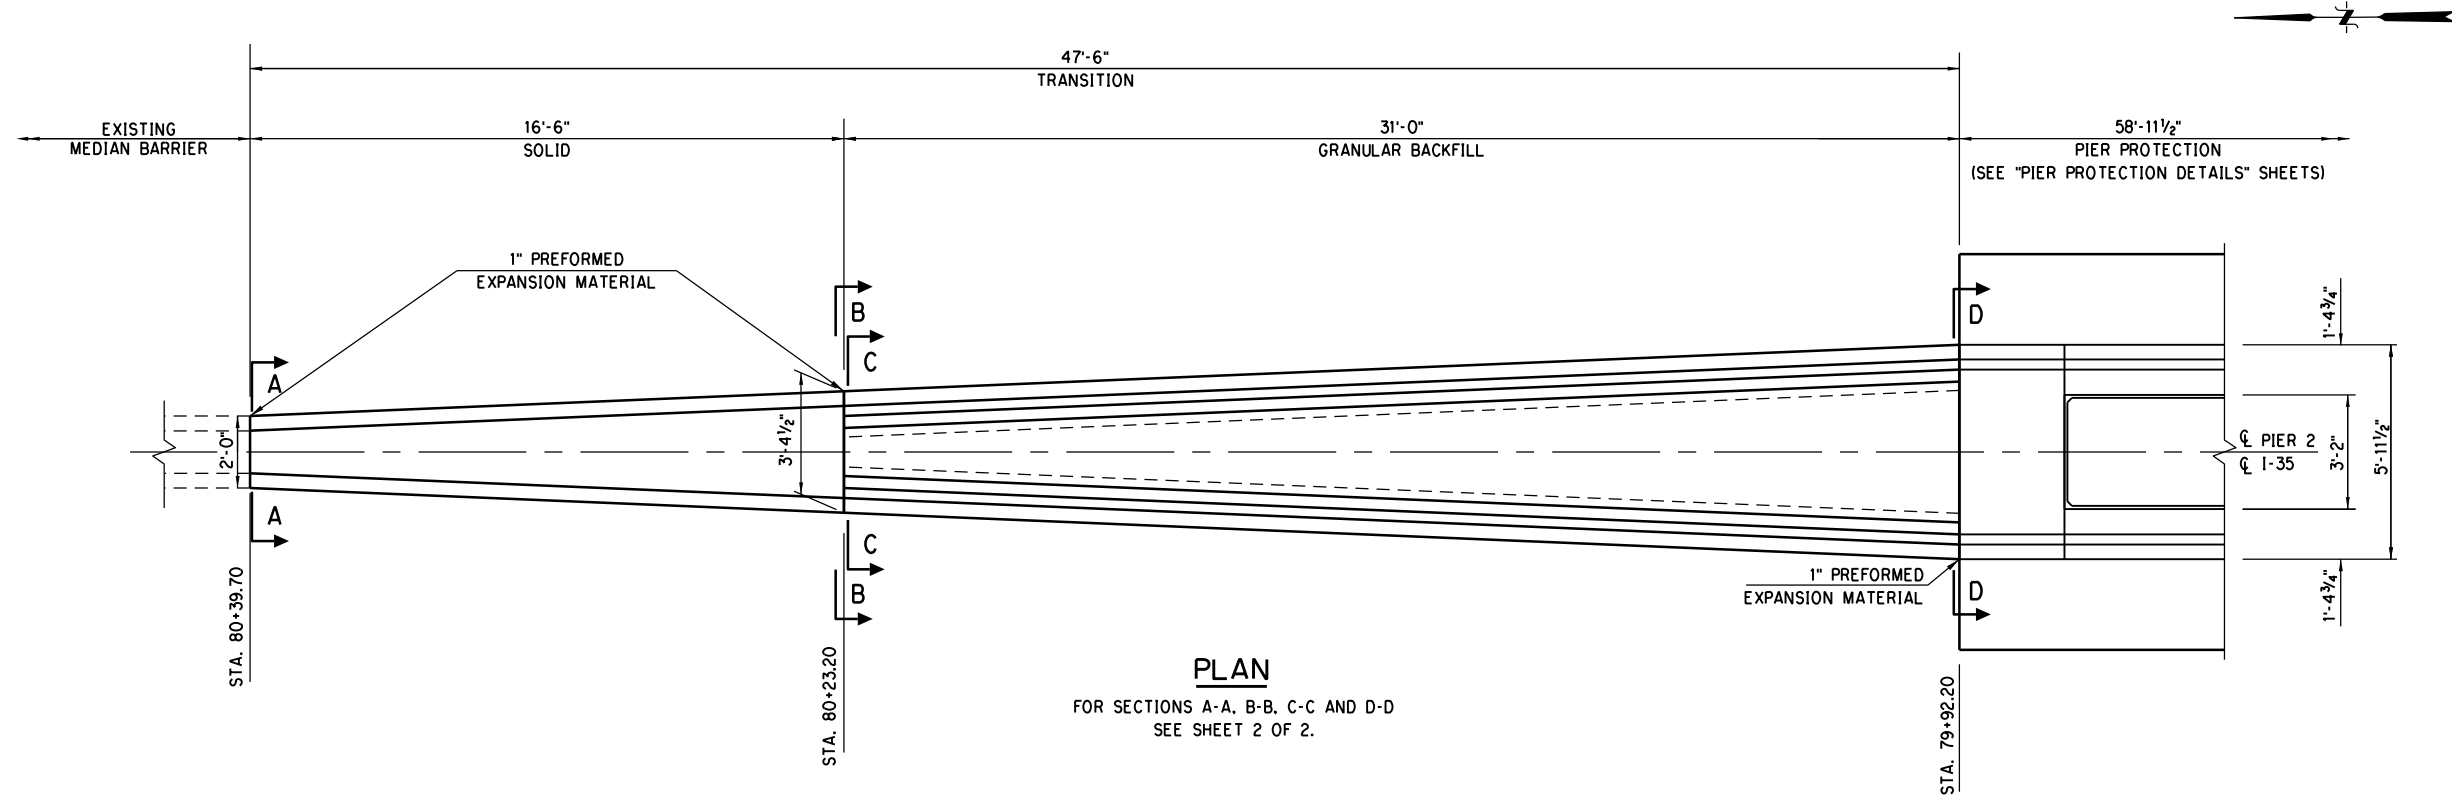 N
47'-6"
TRANSITION
EXISTING
MEDIAN BARRIER
16'-6"
SOLID
31'-0"
GRANULAR BACKFILL
58'-11½"
PIER PROTECTION
(SEE "PIER PROTECTION DETAILS" SHEETS)
1" PREFORMED
EXPANSION MATERIAL
B
C
D
A
1'-4¾"
2'-0"
3'-4½"
℄ PIER 2
℄ I-35
3'-2"
5'-11½"
A
C
B
D
1" PREFORMED
EXPANSION MATERIAL
1'-4¾"
STA. 80+39.70
STA. 80+23.20
STA. 79+92.20
PLAN
FOR SECTIONS A-A, B-B, C-C AND D-D
SEE SHEET 2 OF 2.